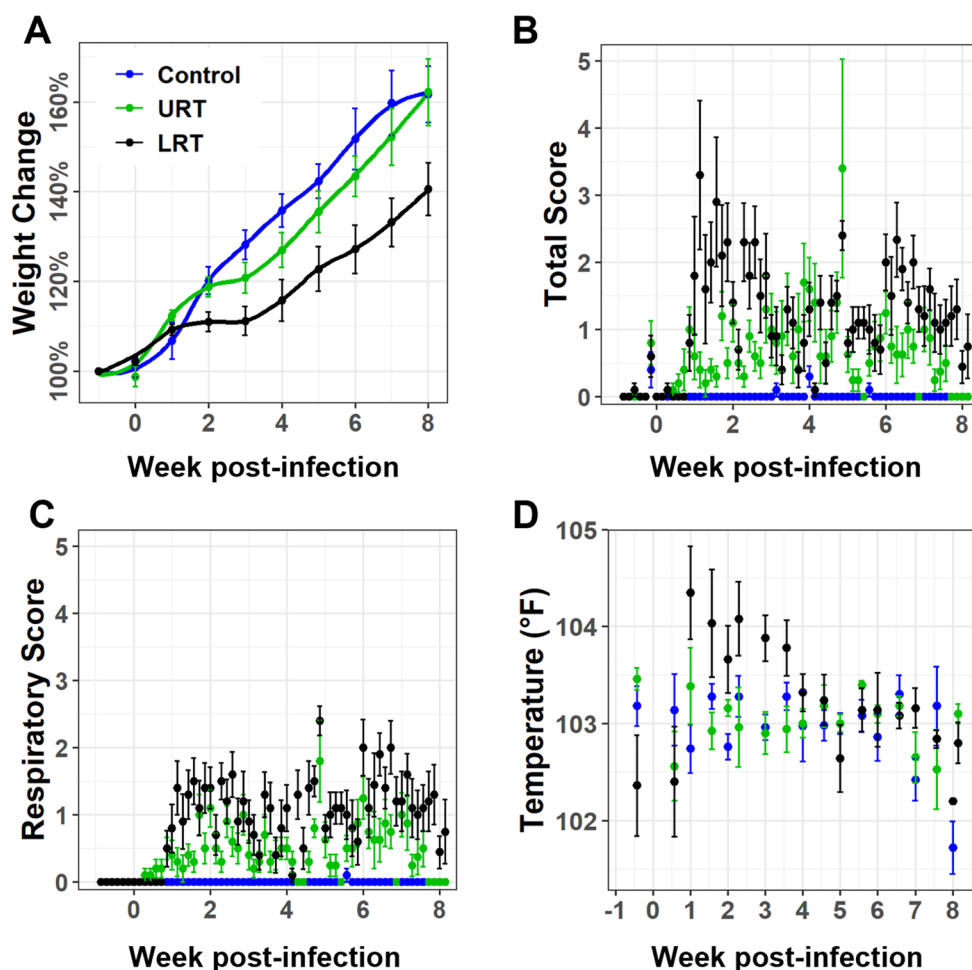 A
Weight Change
160%
140%
120%
100%
Control
URT
LRT
0 2 4 6 8
Week post-infection
B
Total Score
5
4
3
2
1
0
0 2 4 6 8
Week post-infection
C
Respiratory Score
5
4
3
2
1
0
0 2 4 6 8
Week post-infection
D
Temperature (°F)
105
104
103
102
-1 0 1 2 3 4 5 6 7 8
Week post-infection